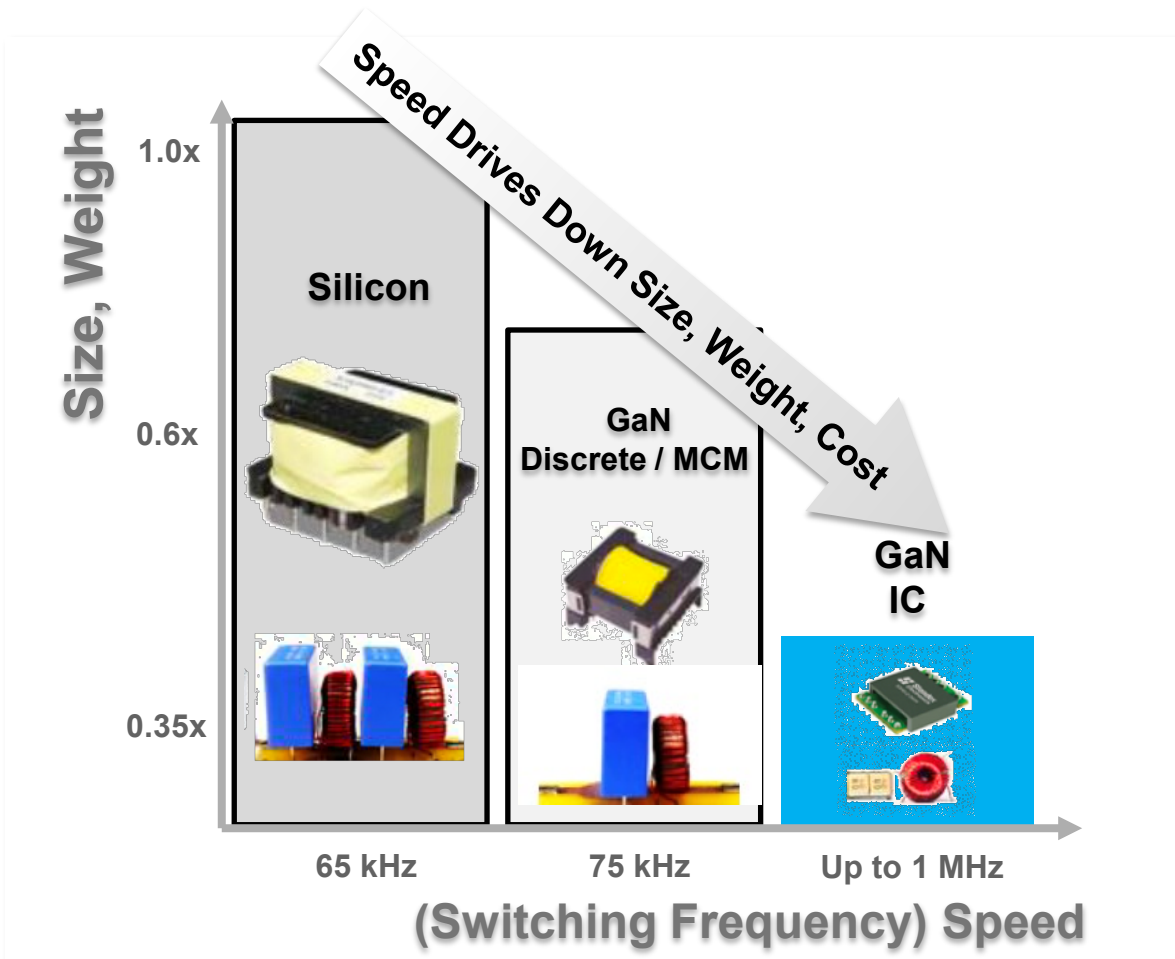 Speed Drives Down Size, Weight, Cost
Size, Weight
1.0x
0.6x
0.35x
Silicon
GaN
Discrete / MCM
GaN
IC
65 kHz
75 kHz
Up to 1 MHz
(Switching Frequency) Speed